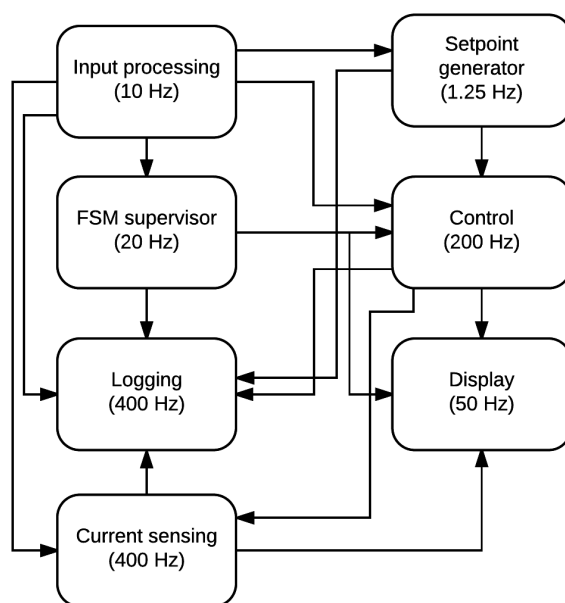 Input processing
(10 Hz)
Setpoint
generator
(1.25 Hz)
FSM supervisor
(20 Hz)
Control
(200 Hz)
Logging
(400 Hz)
Display
(50 Hz)
Current sensing
(400 Hz)